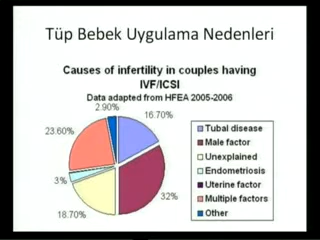 Tüp Bebek Uygulama Nedenleri
Causes of infertility in couples having
IVF/ICSI
Data adapted from HFEA 2005-2006
2.90%
16.70%
23.60%
3%
18.70%
32%
Tubal disease
Male factor
Unexplained
Endometriosis
Uterine factor
Multiple factors
Other